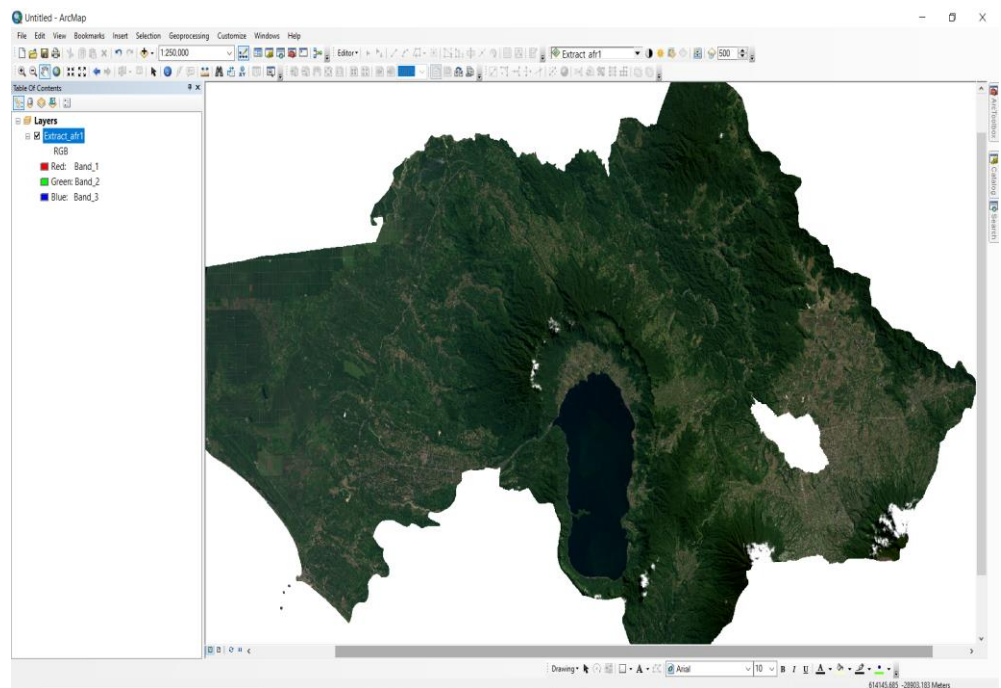 Untitled - ArcMap
File Edit View Bookmarks Insert Selection Geoprocessing Customize Windows Help
1:250,000 Editor Extract_afr1 500
Table Of Contents
Layers
Extract_afr1
RGB
Red: Band_1
Green: Band_2
Blue: Band_3
ArcToolbox
Catalog
Search
Drawing Arial 10 B I U A
614145.685 -28903.183 Meters